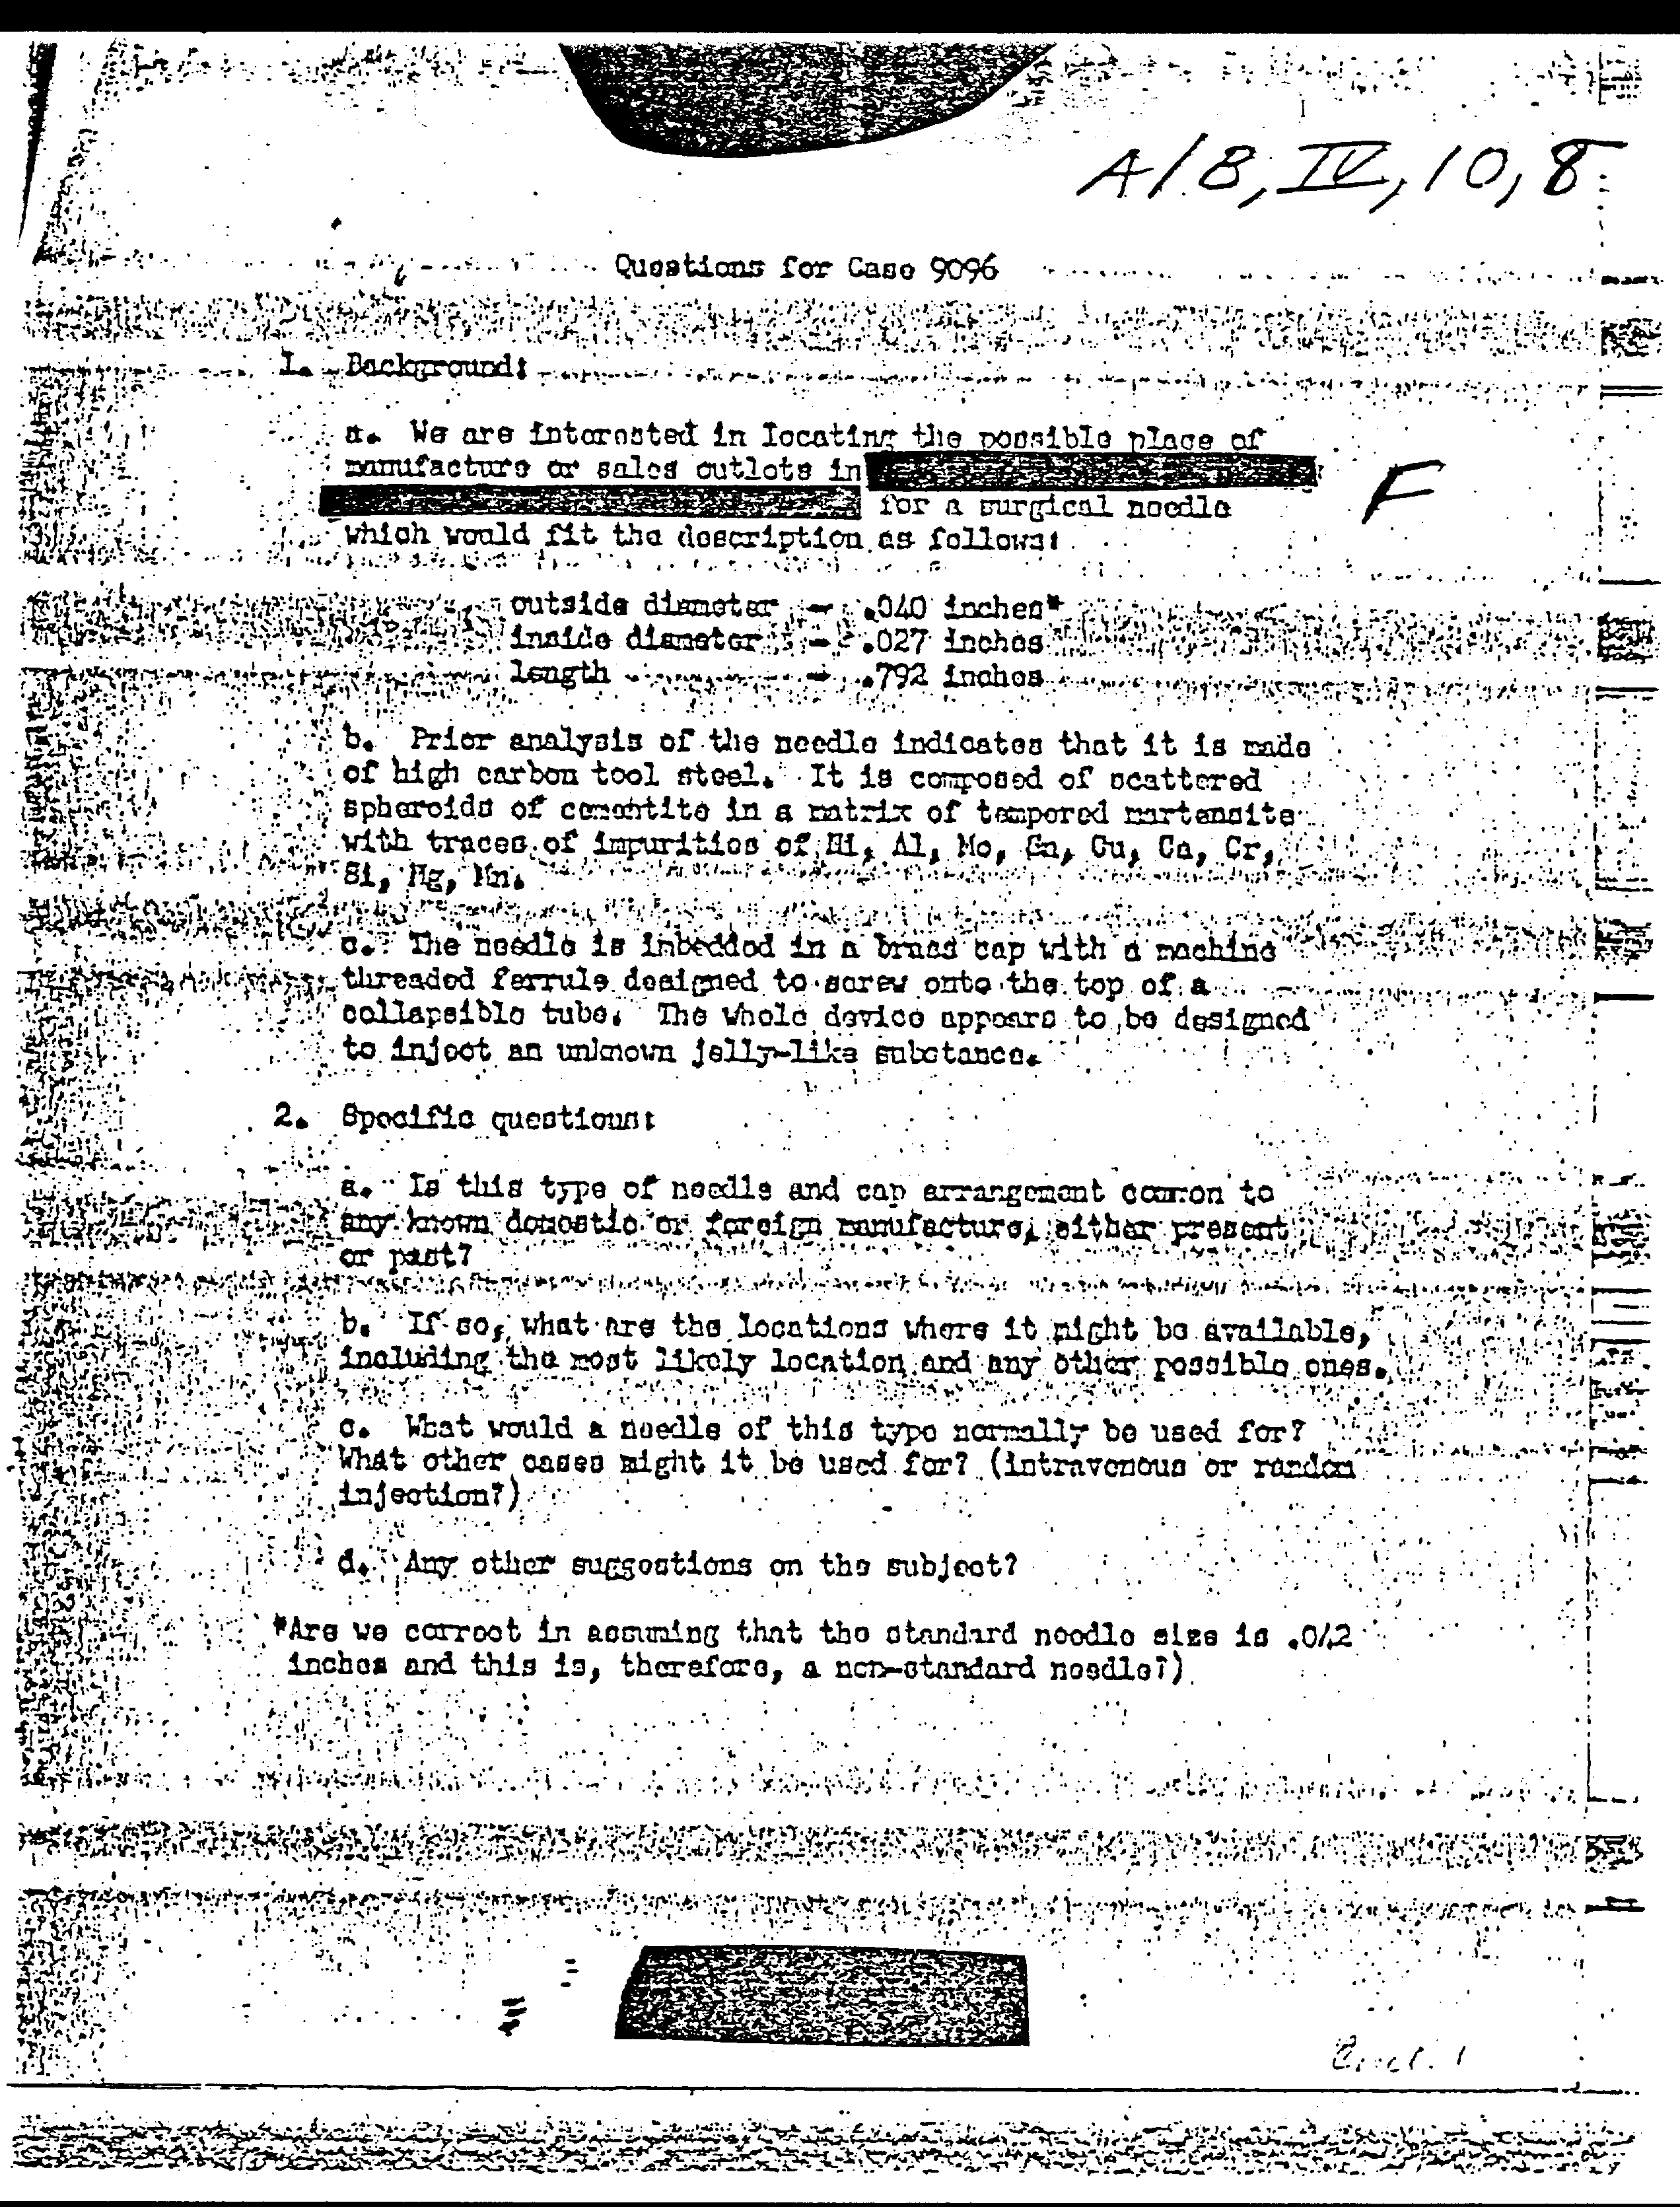 A/B, IV, 10, 8
Questions for Case 9096
1. Background:
a. We are interested in locating the possible place of
manufacture or sales outlets in
for a surgical needle
which would fit the description as follows:
outside diameter - .040 inches*
inside diameter - .027 inches
length - .792 inches
F
b. Prior analysis of the needle indicates that it is made
of high carbon tool steel. It is composed of scattered
spheroids of cementite in a matrix of tempored martensite
with traces of impurities of Al, Mo, Cu, Ca, Cr,
Si, Mg, Mn.
c. The needle is imbedded in a brass cap with a machine
threaded ferrule designed to screw onto the top of a
collapsible tube. The whole device appears to be designed
to inject an unknown jelly-like substance.
2. Specific questions:
a. Is this type of needle and cap arrangement common to
any known domestic or foreign manufacture, either present
or past?
b. If so, what are the locations where it might be available,
including the most likely location and any other possible ones.
c. What would a needle of this type normally be used for?
What other cases might it be used for? (intravenous or random
injection?)
d. Any other suggestions on the subject?
*Are we correct in assuming that the standard needle size is .042
inches and this is, therefore, a non-standard needle?)
Encl. 1